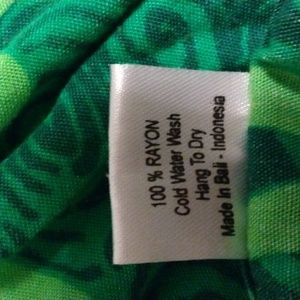 100 % RAYON
Cold Water Wash
Hang To Dry
Made In Bali - Indonesia